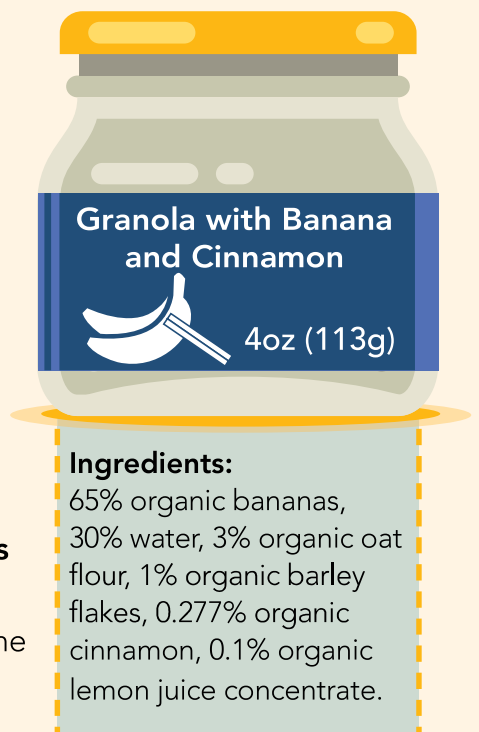 Granola with Banana
and Cinnamon
4oz (113g)
Ingredients:
65% organic bananas,
30% water, 3% organic oat
flour, 1% organic barley
flakes, 0.277% organic
cinnamon, 0.1% organic
lemon juice concentrate.